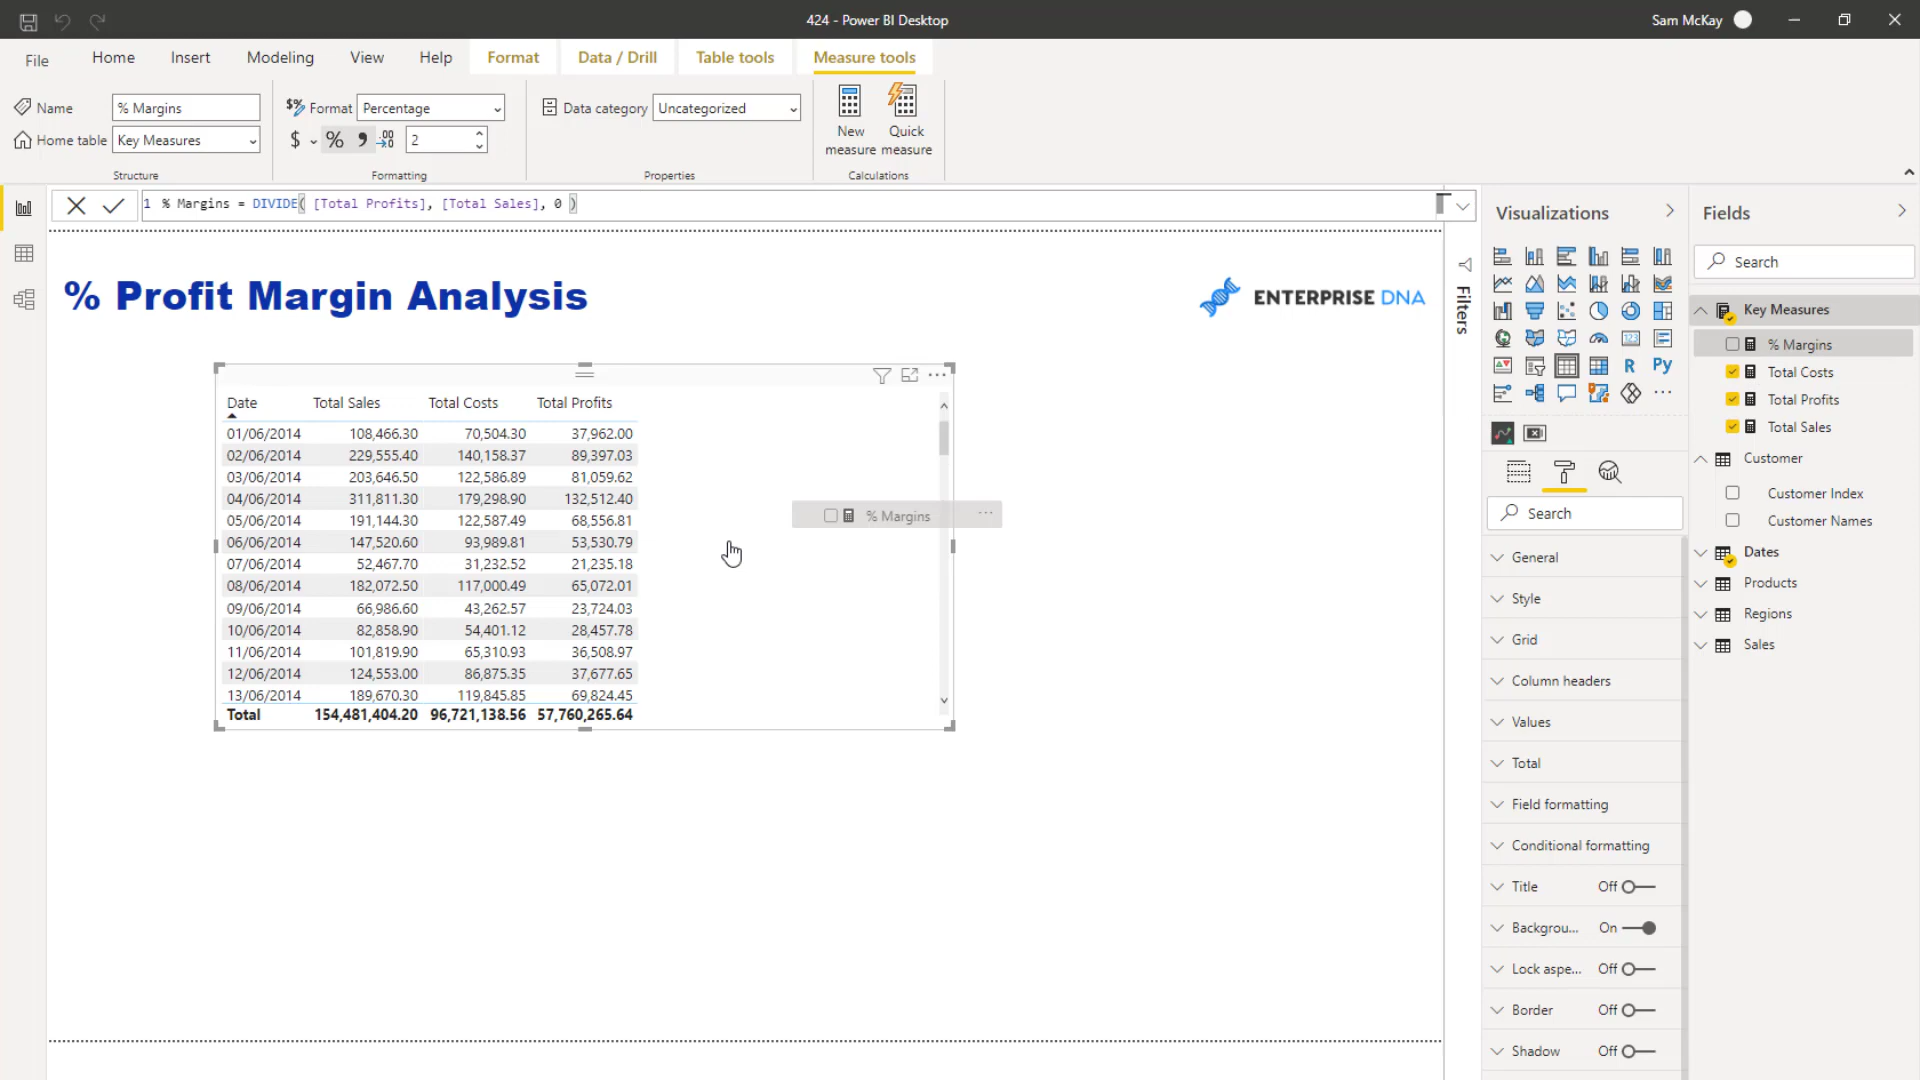 424 - Power BI Desktop
Sam McKay
File Home Insert Modeling View Help Format Data / Drill Table tools Measure tools
Name % Margins
Home table Key Measures
Structure
Format Percentage
$ % 9 .00 2
Formatting
Data category Uncategorized
Properties
New measure
Quick measure
Calculations
1 % Margins = DIVIDE( [Total Profits], [Total Sales], 0 )
% Profit Margin Analysis
ENTERPRISE DNA
Date Total Sales Total Costs Total Profits
01/06/2014 108,466.30 70,504.30 37,962.00
02/06/2014 229,555.40 140,158.37 89,397.03
03/06/2014 203,646.50 122,586.89 81,059.62
04/06/2014 311,811.30 179,298.90 132,512.40
05/06/2014 191,144.30 122,587.49 68,556.81
06/06/2014 147,520.60 93,989.81 53,530.79
07/06/2014 52,467.70 31,232.52 21,235.18
08/06/2014 182,072.50 117,000.49 65,072.01
09/06/2014 66,986.60 43,262.57 23,724.03
10/06/2014 82,858.90 54,401.12 28,457.78
11/06/2014 101,819.90 65,310.93 36,508.97
12/06/2014 124,553.00 86,875.35 37,677.65
13/06/2014 189,670.30 119,845.85 69,824.45
Total 154,481,404.20 96,721,138.56 57,760,265.64
% Margins
Filters
Visualizations
R Py
Search
General
Style
Grid
Column headers
Values
Total
Field formatting
Conditional formatting
Title Off
Backgrou... On
Lock aspe... Off
Border Off
Shadow Off
Fields
Search
Key Measures
% Margins
Total Costs
Total Profits
Total Sales
Customer
Customer Index
Customer Names
Dates
Products
Regions
Sales